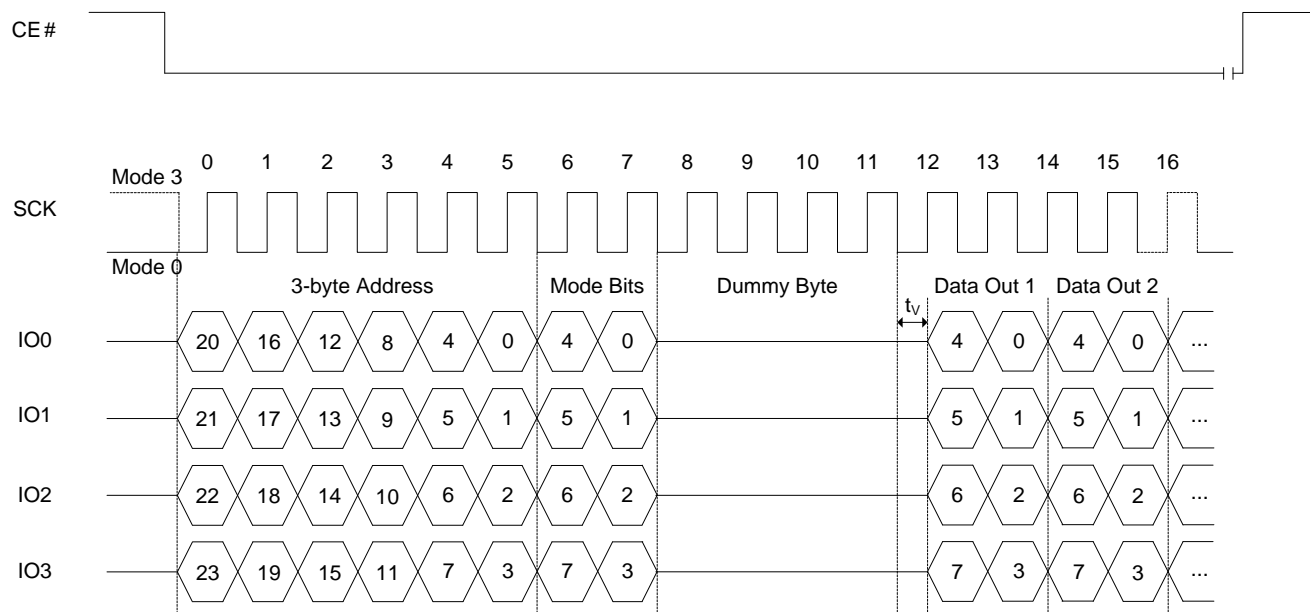 CE#
0 1 2 3 4 5 6 7 8 9 10 11 12 13 14 15 16
Mode 3
SCK
Mode 0
3-byte Address Mode Bits Dummy Byte Data Out 1 Data Out 2
tV
IO0 20 16 12 8 4 0 4 0 4 0 4 0 ...
IO1 21 17 13 9 5 1 5 1 5 1 5 1 ...
IO2 22 18 14 10 6 2 6 2 6 2 6 2 ...
IO3 23 19 15 11 7 3 7 3 7 3 7 3 ...